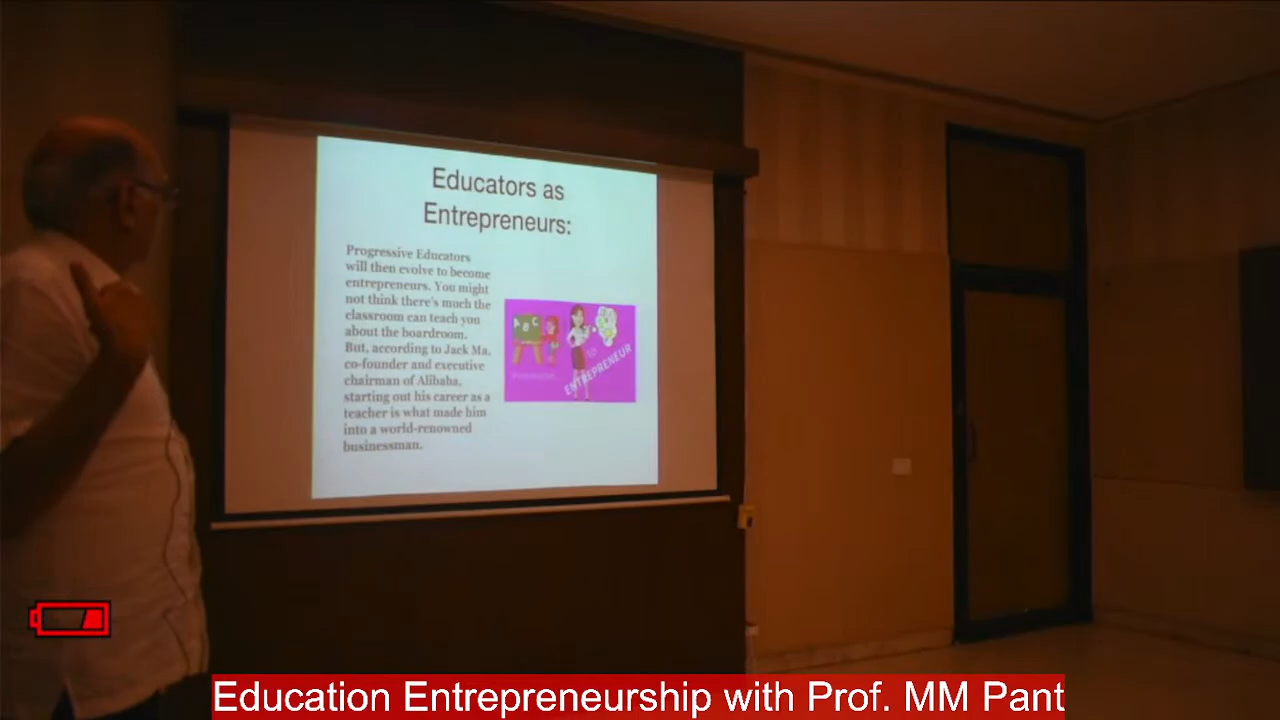 Educators as
Entrepreneurs:
Progressive Educators
will then evolve to become
entrepreneurs. You might
not think there's much the
classroom can teach you
about the boardroom.
But, according to Jack Ma,
co-founder and executive
chairman of Alibaba,
starting out his career as a
teacher is what made him
into a world-renowned
businessman.
A B C
to
ENTREPRENEUR
Education Entrepreneurship with Prof. MM Pant